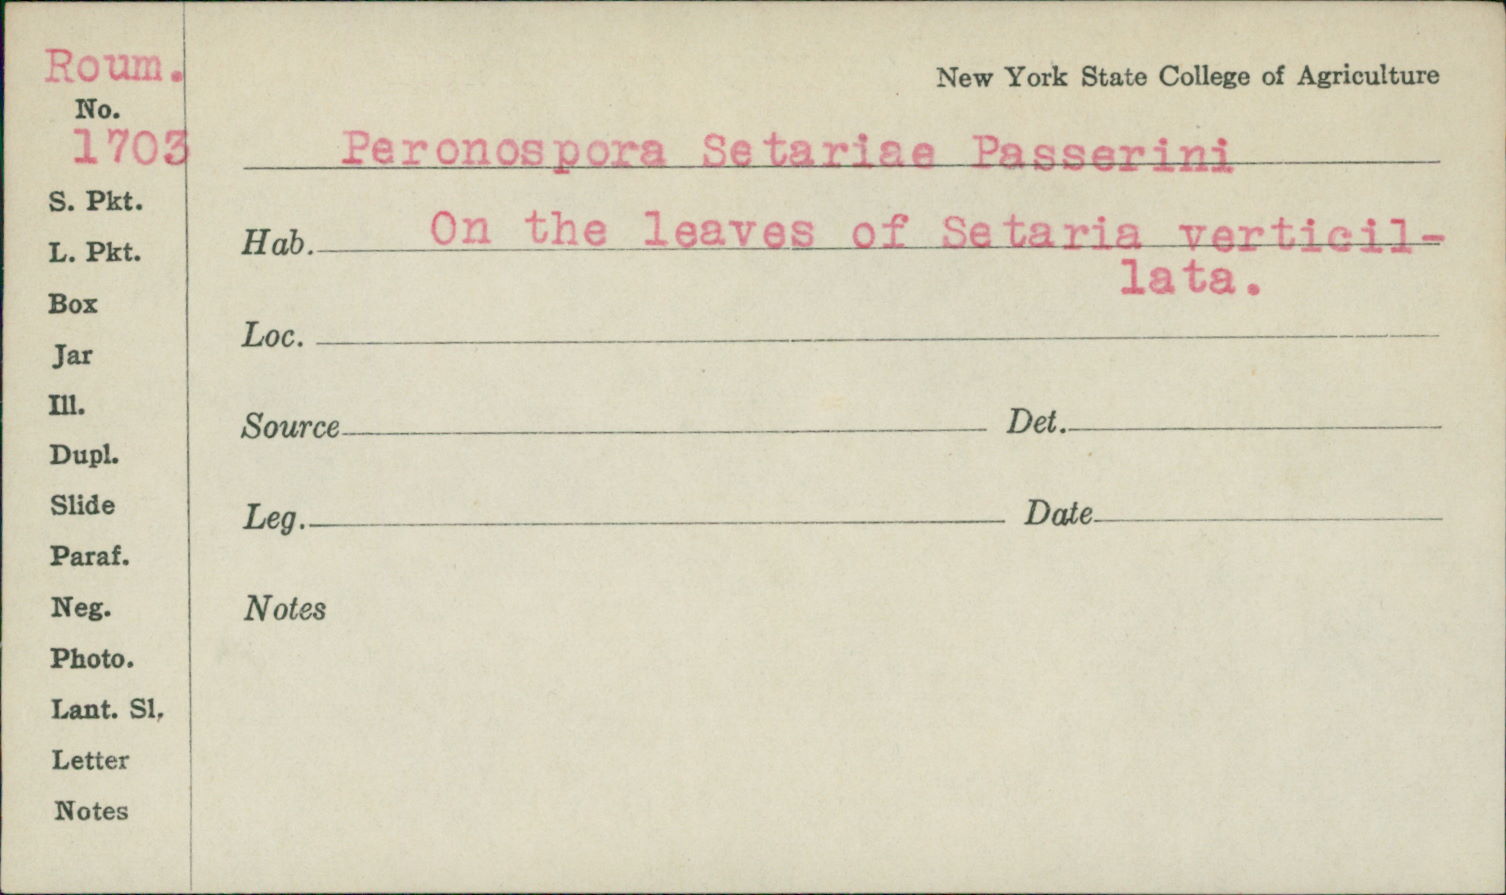 Roum.
No.
1703
S. Pkt.
L. Pkt.
Box
Jar
Ill.
Dupl.
Slide
Paraf.
Neg.
Photo.
Lant. Sl.
Letter
Notes
New York State College of Agriculture
Peronospora Setariae Passerini
Hab. On the leaves of Setaria verticil-
lata.
Loc.
Source Det.
Leg. Date
Notes